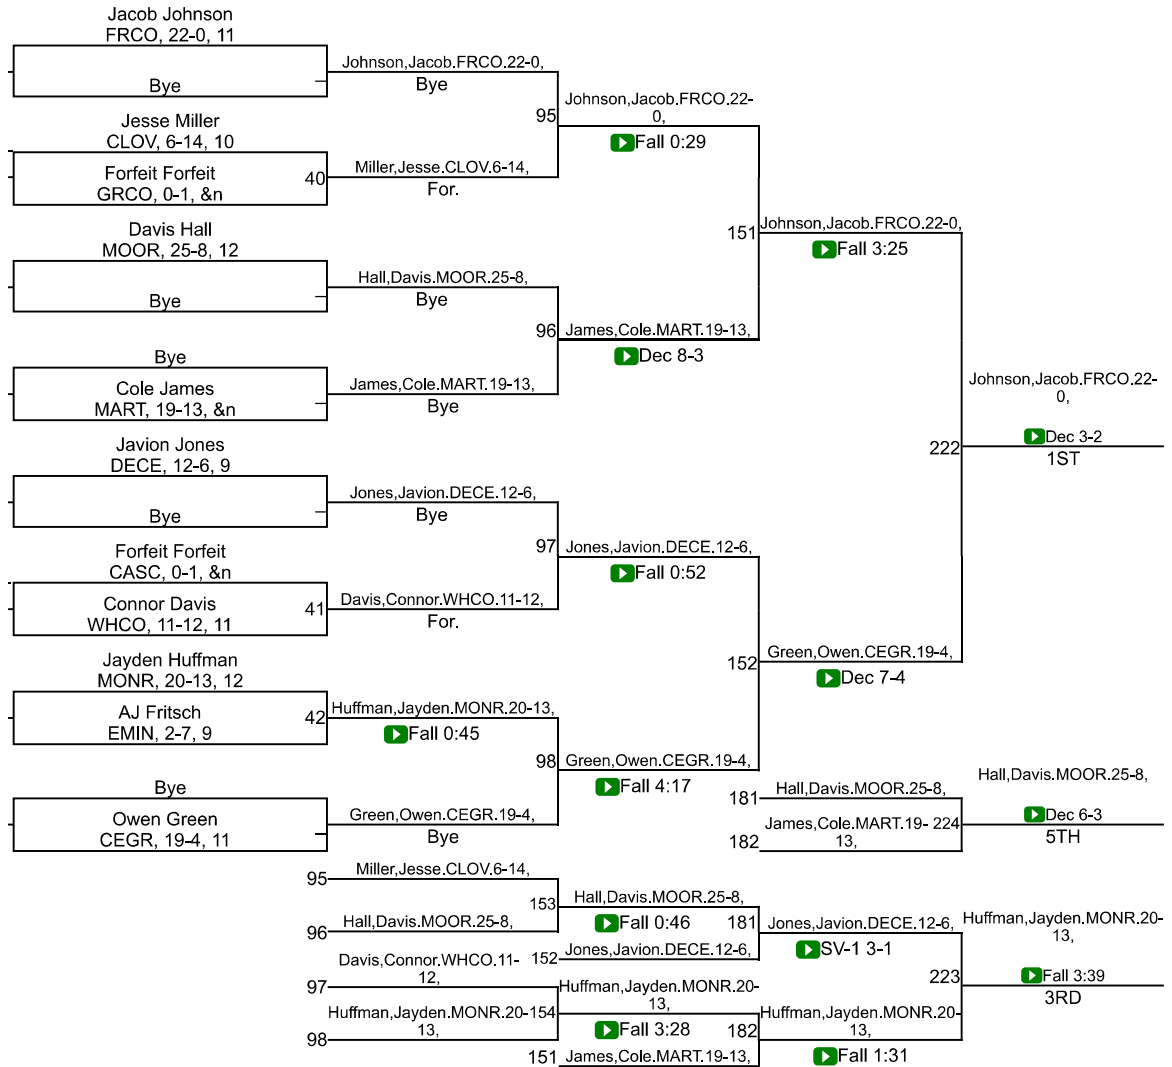 Jacob Johnson
FRCO, 22-0, 11
Bye
Jesse Miller
CLOV, 6-14, 10
Forfeit Forfeit
GRCO, 0-1, &n
40
Davis Hall
MOOR, 25-8, 12
Bye
Bye
Cole James
MART, 19-13, &n
Javion Jones
DECE, 12-6, 9
Bye
Forfeit Forfeit
CASC, 0-1, &n
Connor Davis
WHCO, 11-12, 11
41
Jayden Huffman
MONR, 20-13, 12
AJ Fritsch
EMIN, 2-7, 9
42
Bye
Owen Green
CEGR, 19-4, 11
Johnson,Jacob.FRCO.22-0,
Bye
95
Miller,Jesse.CLOV.6-14,
For.
Hall,Davis.MOOR.25-8,
Bye
96
James,Cole.MART.19-13,
Bye
Jones,Javion.DECE.12-6,
Bye
97
Davis,Connor.WHCO.11-12,
For.
Huffman,Jayden.MONR.20-13,
Fall 0:45
98
Green,Owen.CEGR.19-4,
Bye
Johnson,Jacob.FRCO.22-
0,
Fall 0:29
151
James,Cole.MART.19-13,
Dec 8-3
Jones,Javion.DECE.12-6,
Fall 0:52
152
Green,Owen.CEGR.19-4,
Fall 4:17
Johnson,Jacob.FRCO.22-0,
Fall 3:25
222
Green,Owen.CEGR.19-4,
Dec 7-4
Johnson,Jacob.FRCO.22-
0,
Dec 3-2
1ST
181
Hall,Davis.MOOR.25-8,
182
James,Cole.MART.19-
13,
224
Hall,Davis.MOOR.25-8,
Dec 6-3
5TH
95
Miller,Jesse.CLOV.6-14,
96
Hall,Davis.MOOR.25-8,
153
97
Davis,Connor.WHCO.11-
12,
98
Huffman,Jayden.MONR.20-
13,
154
Hall,Davis.MOOR.25-8,
Fall 0:46
181
152
Jones,Javion.DECE.12-6,
Huffman,Jayden.MONR.20-
13,
Fall 3:28
182
151
James,Cole.MART.19-13,
Jones,Javion.DECE.12-6,
SV-1 3-1
223
Huffman,Jayden.MONR.20-
13,
Fall 1:31
Huffman,Jayden.MONR.20-
13,
Fall 3:39
3RD